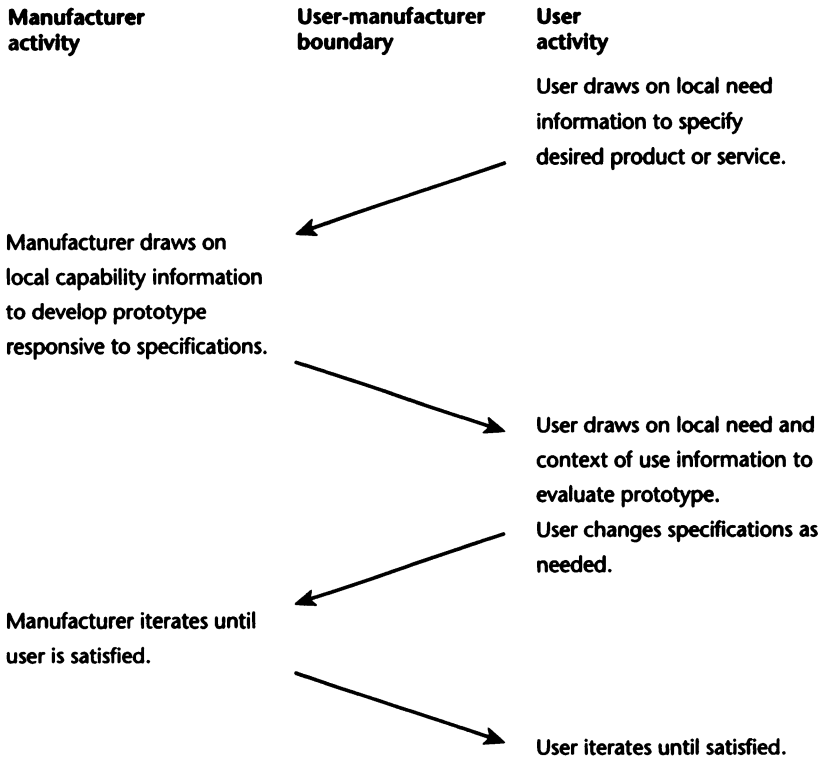 Manufacturer
activity
User-manufacturer
boundary
User
activity
User draws on local need
information to specify
desired product or service.
Manufacturer draws on
local capability information
to develop prototype
responsive to specifications.
User draws on local need and
context of use information to
evaluate prototype.
User changes specifications as
needed.
Manufacturer iterates until
user is satisfied.
User iterates until satisfied.